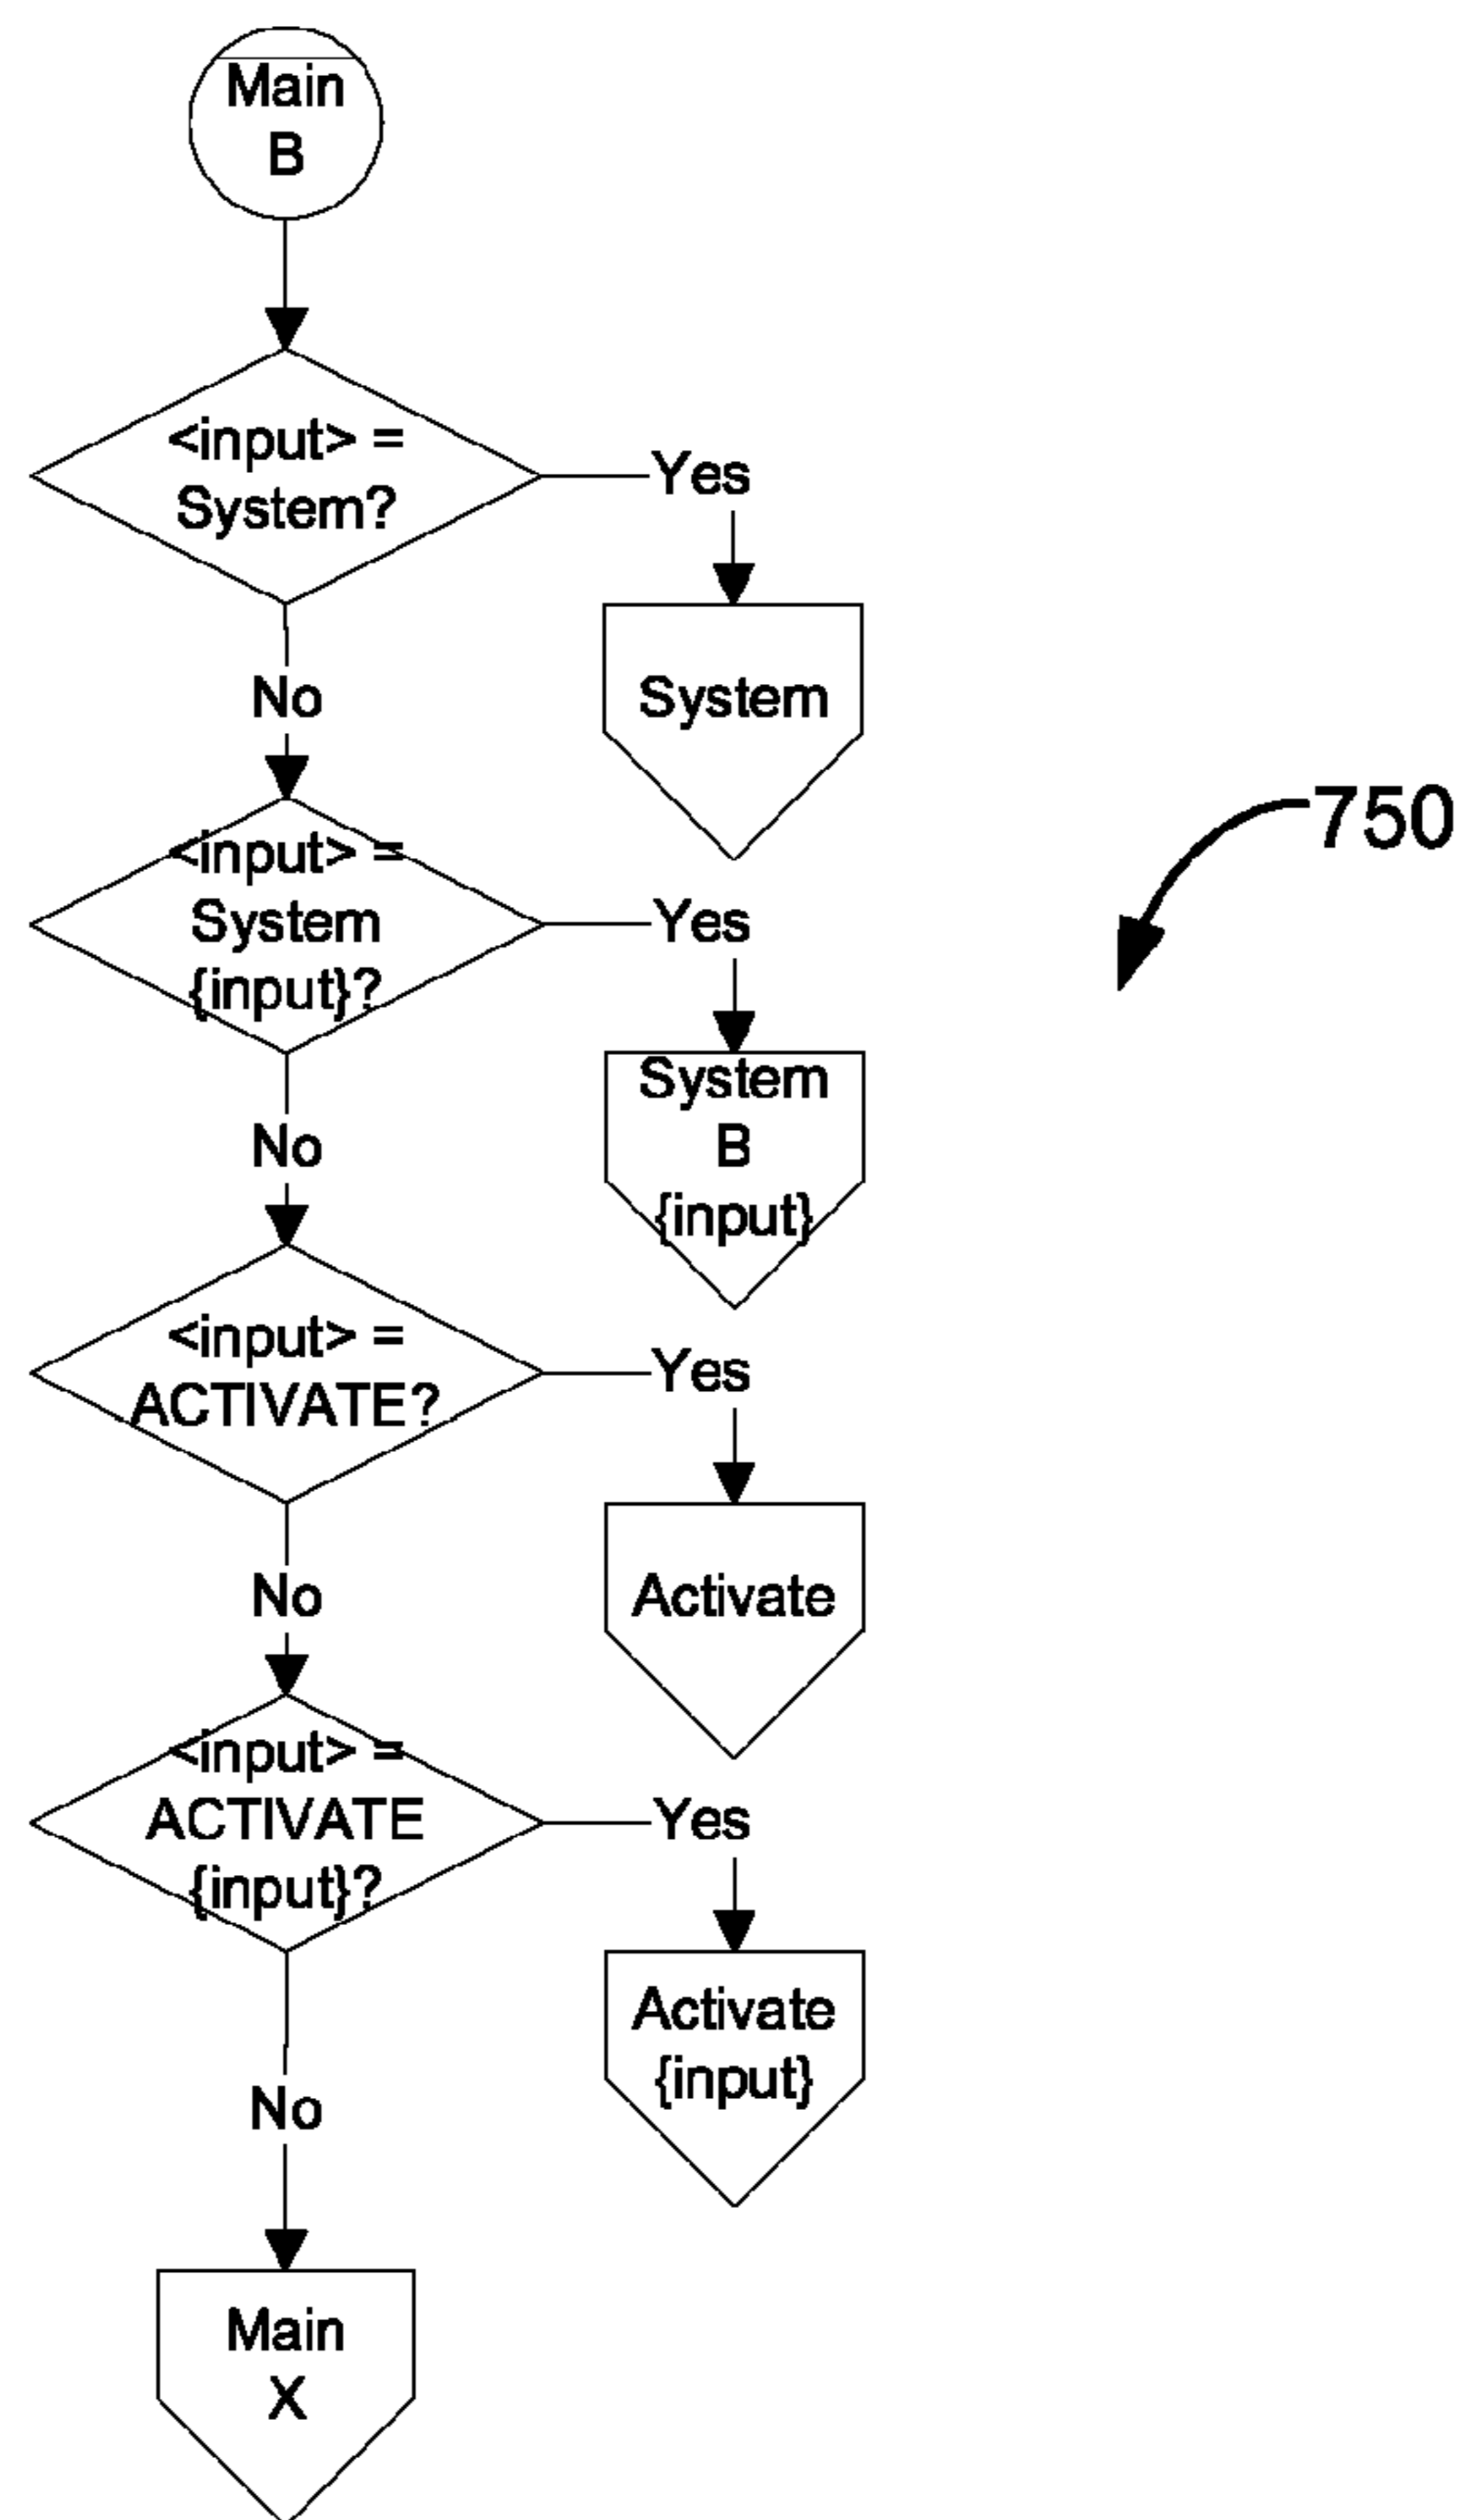 Main
B
<input> =
System?
Yes
No
System
<input> =
System
{input}?
Yes
750
No
System
B
{input}
<input> =
ACTIVATE?
Yes
No
Activate
<input> =
ACTIVATE
{input}?
Yes
No
Activate
{input}
Main
X